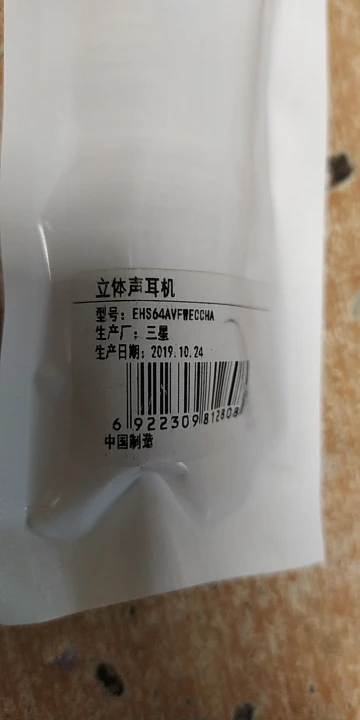 立体声耳机
型号: EHS64AVFWECCHA
生产厂: 三星
生产日期: 2019.10.24
6 922309 812808
中国制造